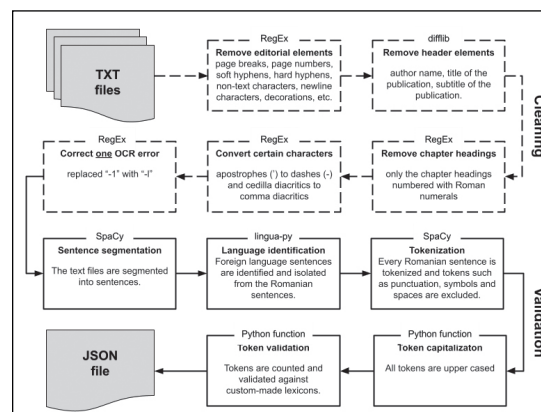 RegEx
Remove editorial elements
page breaks, page numbers,
soft hyphens, hard hyphens,
non-text characters, newline
characters, decorations, etc.
difflib
Remove header elements
author name, title of the
publication, subtitle of the
publication.
TXT
files
Cleaning
RegEx
Correct one OCR error
replaced “-1” with “-l”
RegEx
Convert certain characters
apostrophes (') to dashes (-)
and cedilla diacritics to
comma diacritics
RegEx
Remove chapter headings
only the chapter headings
numbered with Roman
numerals
SpaCy
Sentence segmentation
The text files are segmented
into sentences.
lingua-py
Language identification
Foreign language sentences
are identified and isolated
from the Romanian
sentences.
SpaCy
Tokenization
Every Romanian sentence is
tokenized and tokens such
as punctuation, symbols and
spaces are excluded.
Validation
JSON
file
Python function
Token validation
Tokens are counted and
validated against
custom-made lexicons.
Python function
Token capitalizaton
All tokens are upper cased